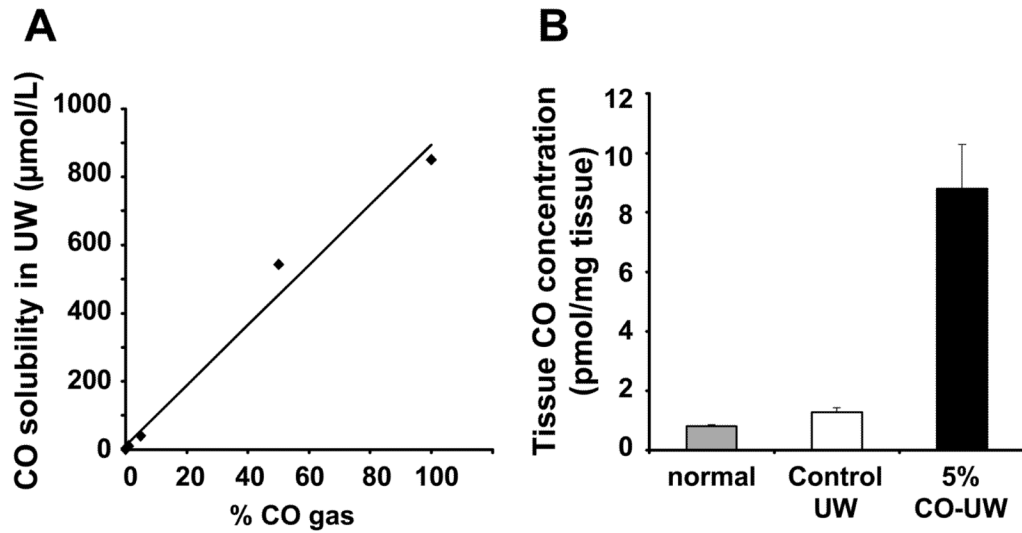 A
CO solubility in UW (μmol/L)
1000
800
600
400
200
0
0 20 40 60 80 100
% CO gas
B
Tissue CO concentration
(pmol/mg tissue)
12
10
8
6
4
2
0
normal Control 5%
UW CO-UW